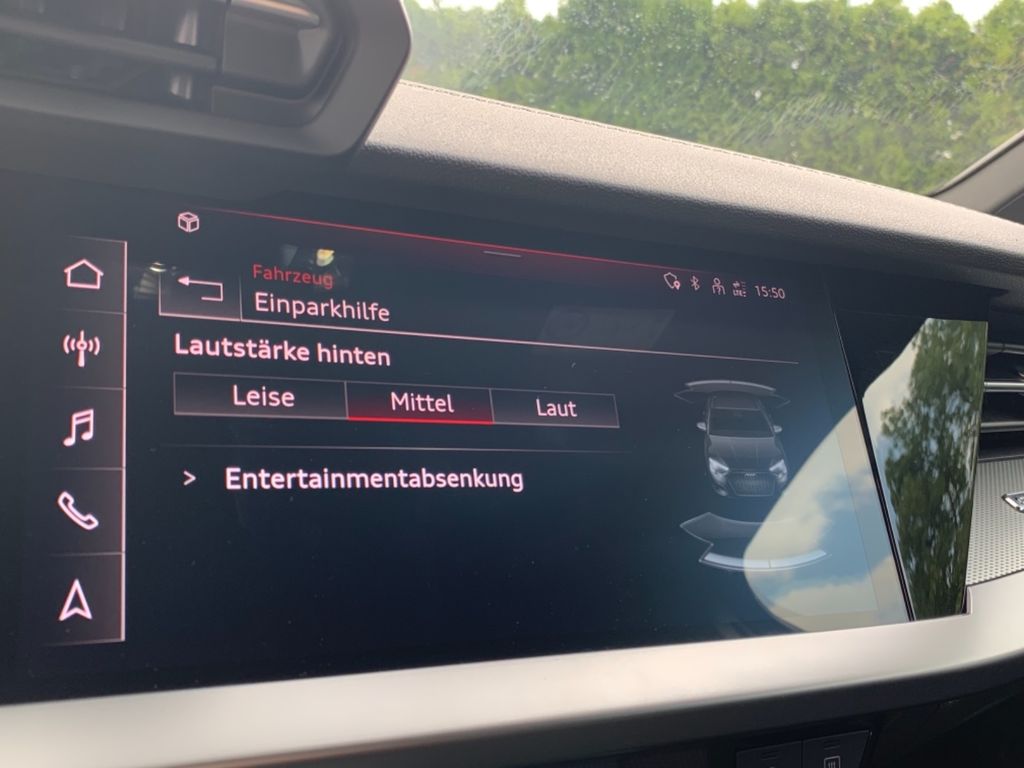 Fahrzeug
Einparkhilfe
15:50
Lautstärke hinten
Leise Mittel Laut
> Entertainmentabsenkung